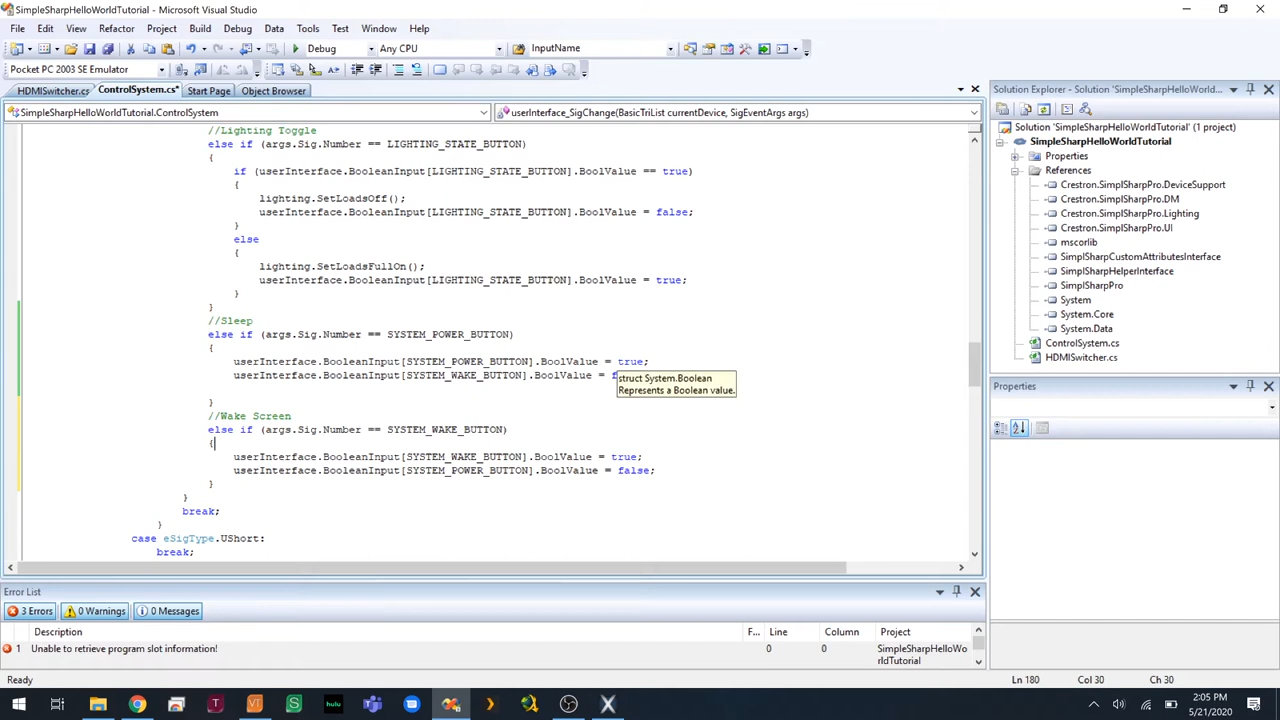 SimpleSharpHelloWorldTutorial - Microsoft Visual Studio
File Edit View Refactor Project Build Debug Data Tools Test Window Help
Debug Any CPU InputName
Pocket PC 2003 SE Emulator
HDMISwitcher.cs ControlSystem.cs* Start Page Object Browser
SimpleSharpHelloWorldTutorial.ControlSystem userInterface_SigChange(BasicTriList currentDevice, SigEventArgs args)
//Lighting Toggle
else if (args.Sig.Number == LIGHTING_STATE_BUTTON)
{
if (userInterface.BooleanInput[LIGHTING_STATE_BUTTON].BoolValue == true)
{
lighting.SetLoadsOff();
userInterface.BooleanInput[LIGHTING_STATE_BUTTON].BoolValue = false;
}
else
{
lighting.SetLoadsFullOn();
userInterface.BooleanInput[LIGHTING_STATE_BUTTON].BoolValue = true;
}
}
//Sleep
else if (args.Sig.Number == SYSTEM_POWER_BUTTON)
{
userInterface.BooleanInput[SYSTEM_POWER_BUTTON].BoolValue = true;
userInterface.BooleanInput[SYSTEM_WAKE_BUTTON].BoolValue = f
struct System.Boolean
Represents a Boolean value.
}
//Wake Screen
else if (args.Sig.Number == SYSTEM_WAKE_BUTTON)
{
userInterface.BooleanInput[SYSTEM_WAKE_BUTTON].BoolValue = true;
userInterface.BooleanInput[SYSTEM_POWER_BUTTON].BoolValue = false;
}
}
break;
}
case eSigType.UShort:
break;
Solution Explorer - SimpleSharpHelloW...
Solution 'SimpleSharpHelloWorldTutorial' (1 project)
SimpleSharpHelloWorldTutorial
Properties
References
Crestron.SimplSharpPro.DeviceSupport
Crestron.SimplSharpPro.DM
Crestron.SimplSharpPro.Lighting
Crestron.SimplSharpPro.UI
mscorlib
SimplSharpCustomAttributesInterface
SimplSharpHelperInterface
SimplSharpPro
System
System.Core
System.Data
ControlSystem.cs
HDMISwitcher.cs
Properties
Error List
3 Errors 0 Warnings 0 Messages
Description F... Line Column Project
1 Unable to retrieve program slot information! 0 0 SimpleSharpHelloWo
rldTutorial
Ready Ln 180 Col 30 Ch 30 INS
hulu
2:05 PM
5/21/2020